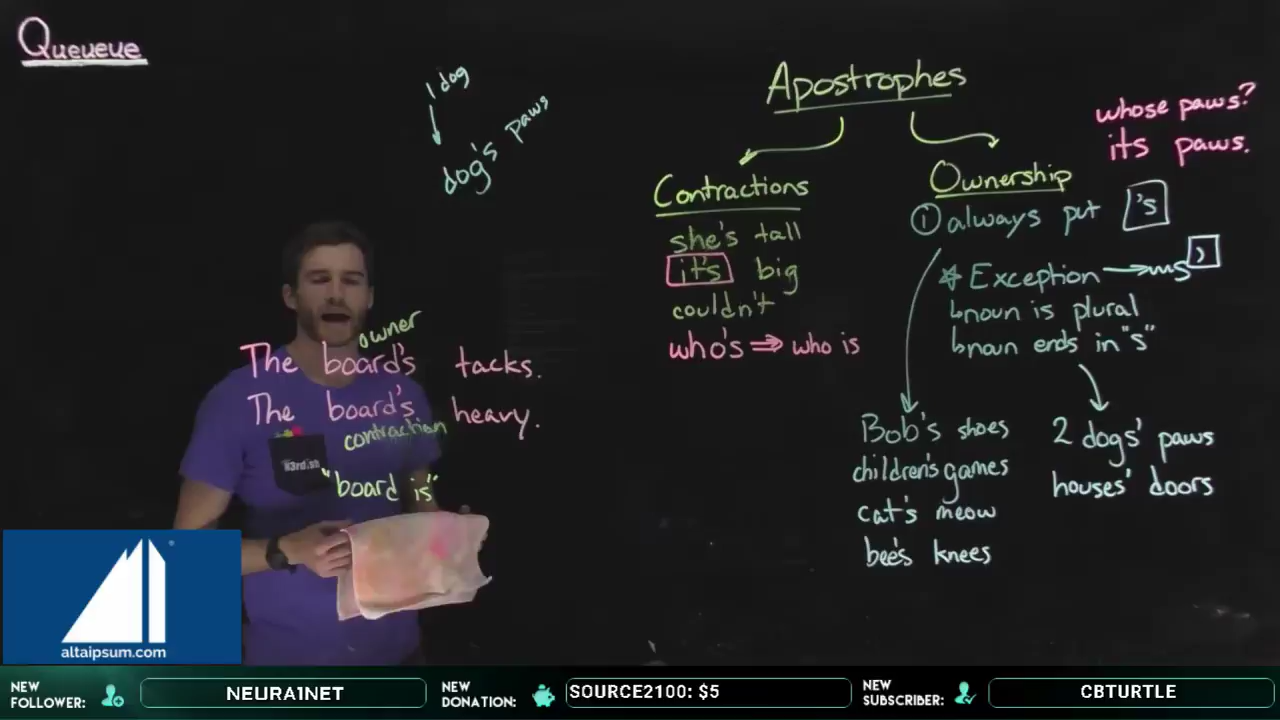 Queueue
1 dog
dog's paws
Apostrophes
whose paws?
its paws.
Contractions
she's tall
it's big
couldn't
who's ⇒ who is
Ownership
① always put 's
* Exception → ms'
↳noun is plural
↳noun ends in "s"
Bob's shoes
children's games
cat's meow
bee's knees
2 dogs' paws
houses' doors
owner
The board's tacks.
The board's heavy.
contraction
"board is"
N3rd.ish
altaipsum.com
NEW FOLLOWER: NEURA1NET
NEW DONATION: SOURCE2100: $5
NEW SUBSCRIBER: CBTURTLE